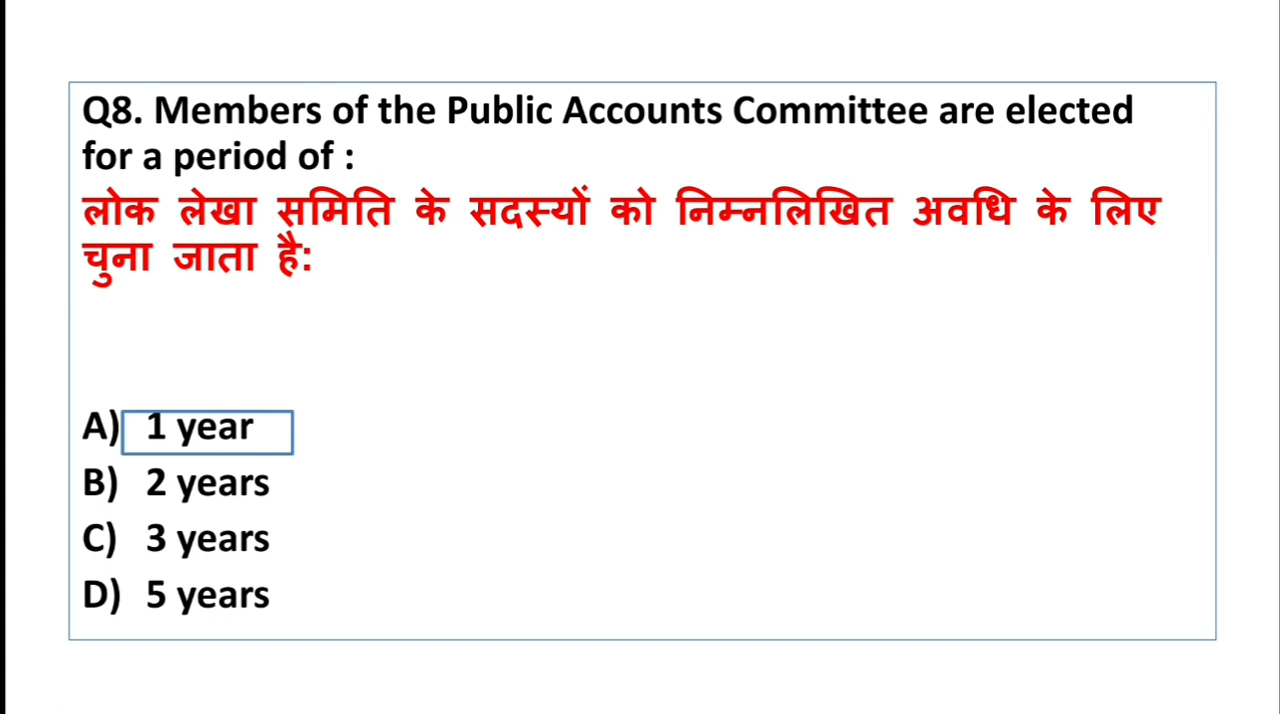 Q8. Members of the Public Accounts Committee are elected
for a period of :
लोक लेखा समिति के सदस्यों को निम्नलिखित अवधि के लिए
चुना जाता है:
A) 1 year
B) 2 years
C) 3 years
D) 5 years